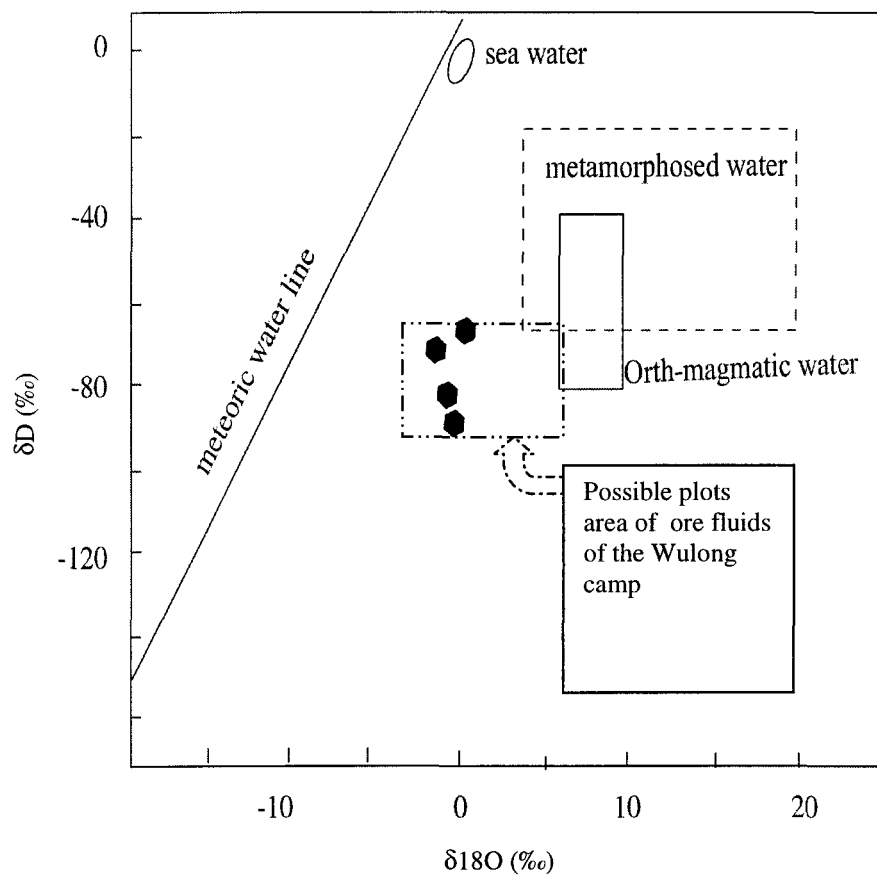 0
-40
-80
-120
δD (‰)
sea water
metamorphosed water
meteoric water line
Orth-magmatic water
Possible plots
area of ore fluids
of the Wulong
camp
-10
0
10
20
δ18O (‰)